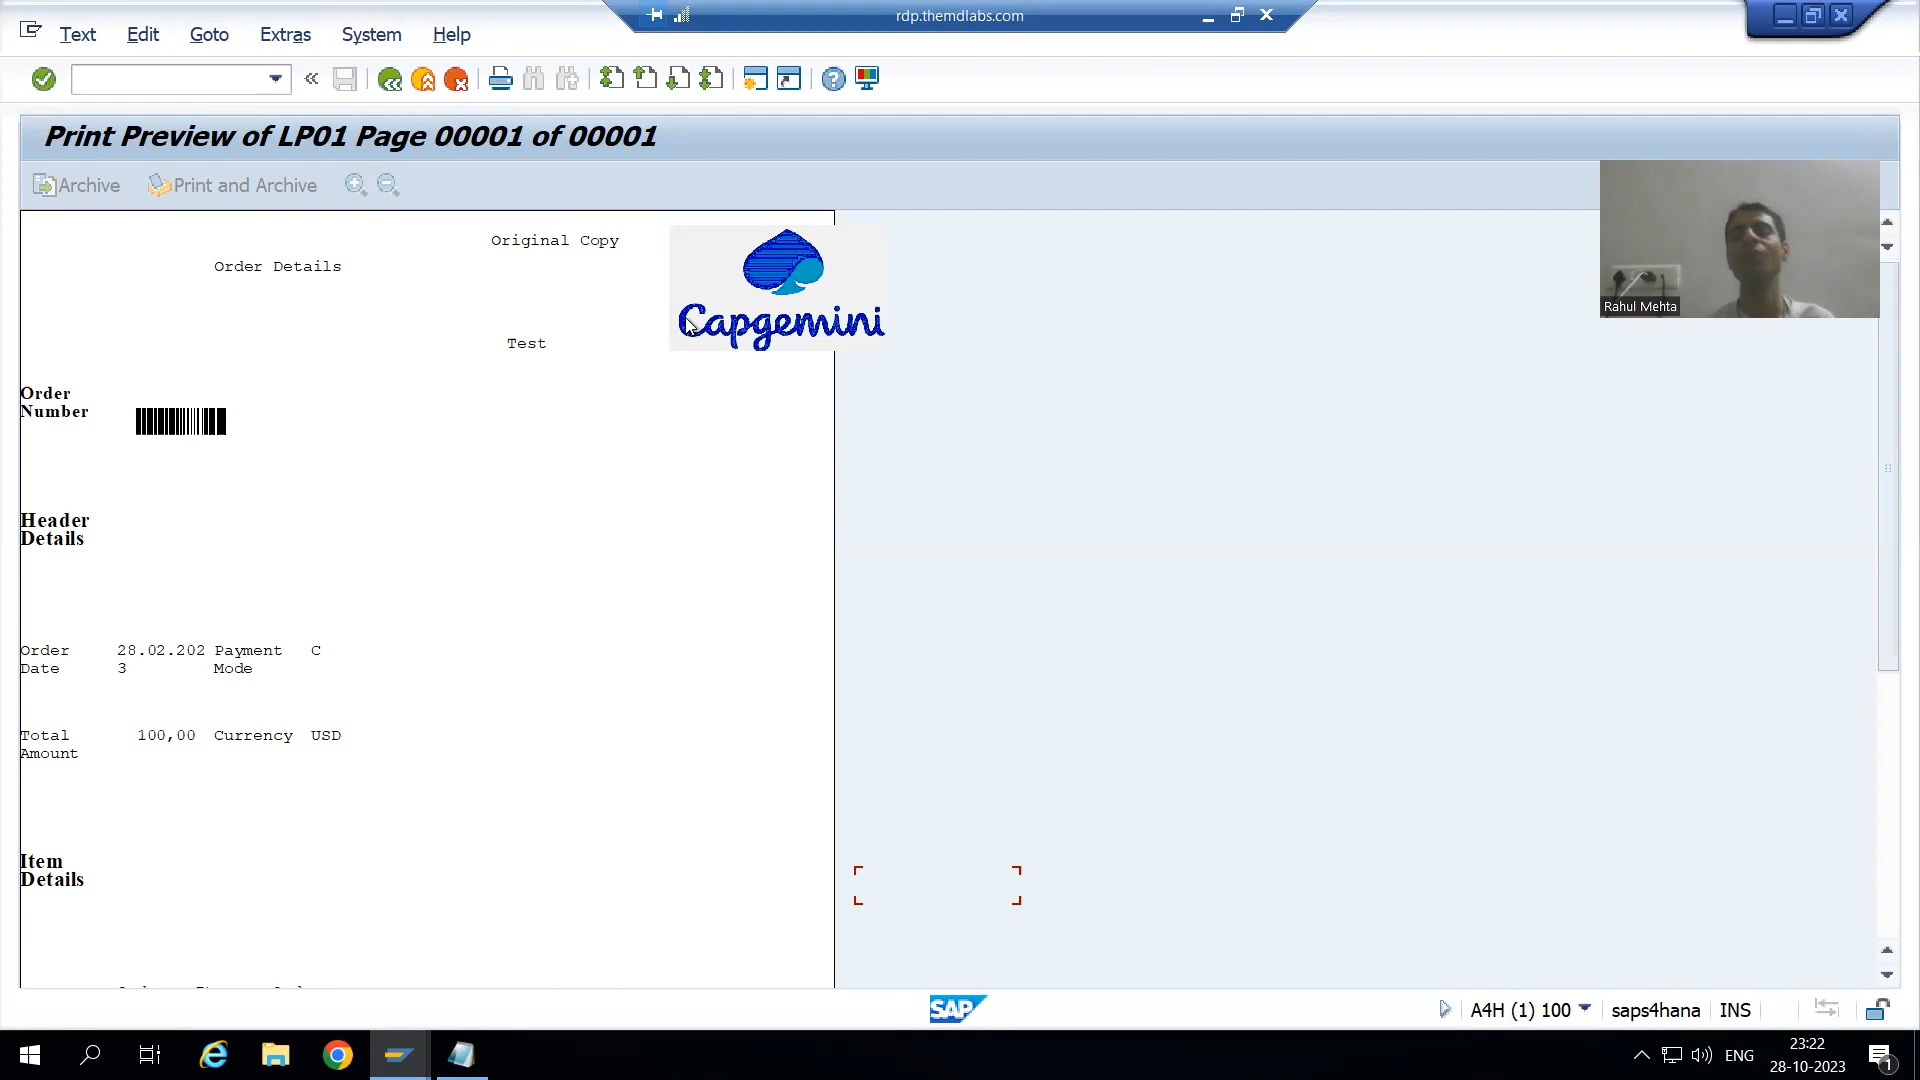 rdp.themdlabs.com
Text Edit Goto Extras System Help
Print Preview of LP01 Page 00001 of 00001
Archive Print and Archive
Rahul Mehta
Original Copy
Order Details
Capgemini
Test
Order
Number
Header
Details
Order 28.02.202 Payment C
Date 3 Mode
Total 100,00 Currency USD
Amount
Item
Details
SAP
A4H (1) 100 saps4hana INS
23:22
ENG
28-10-2023
1